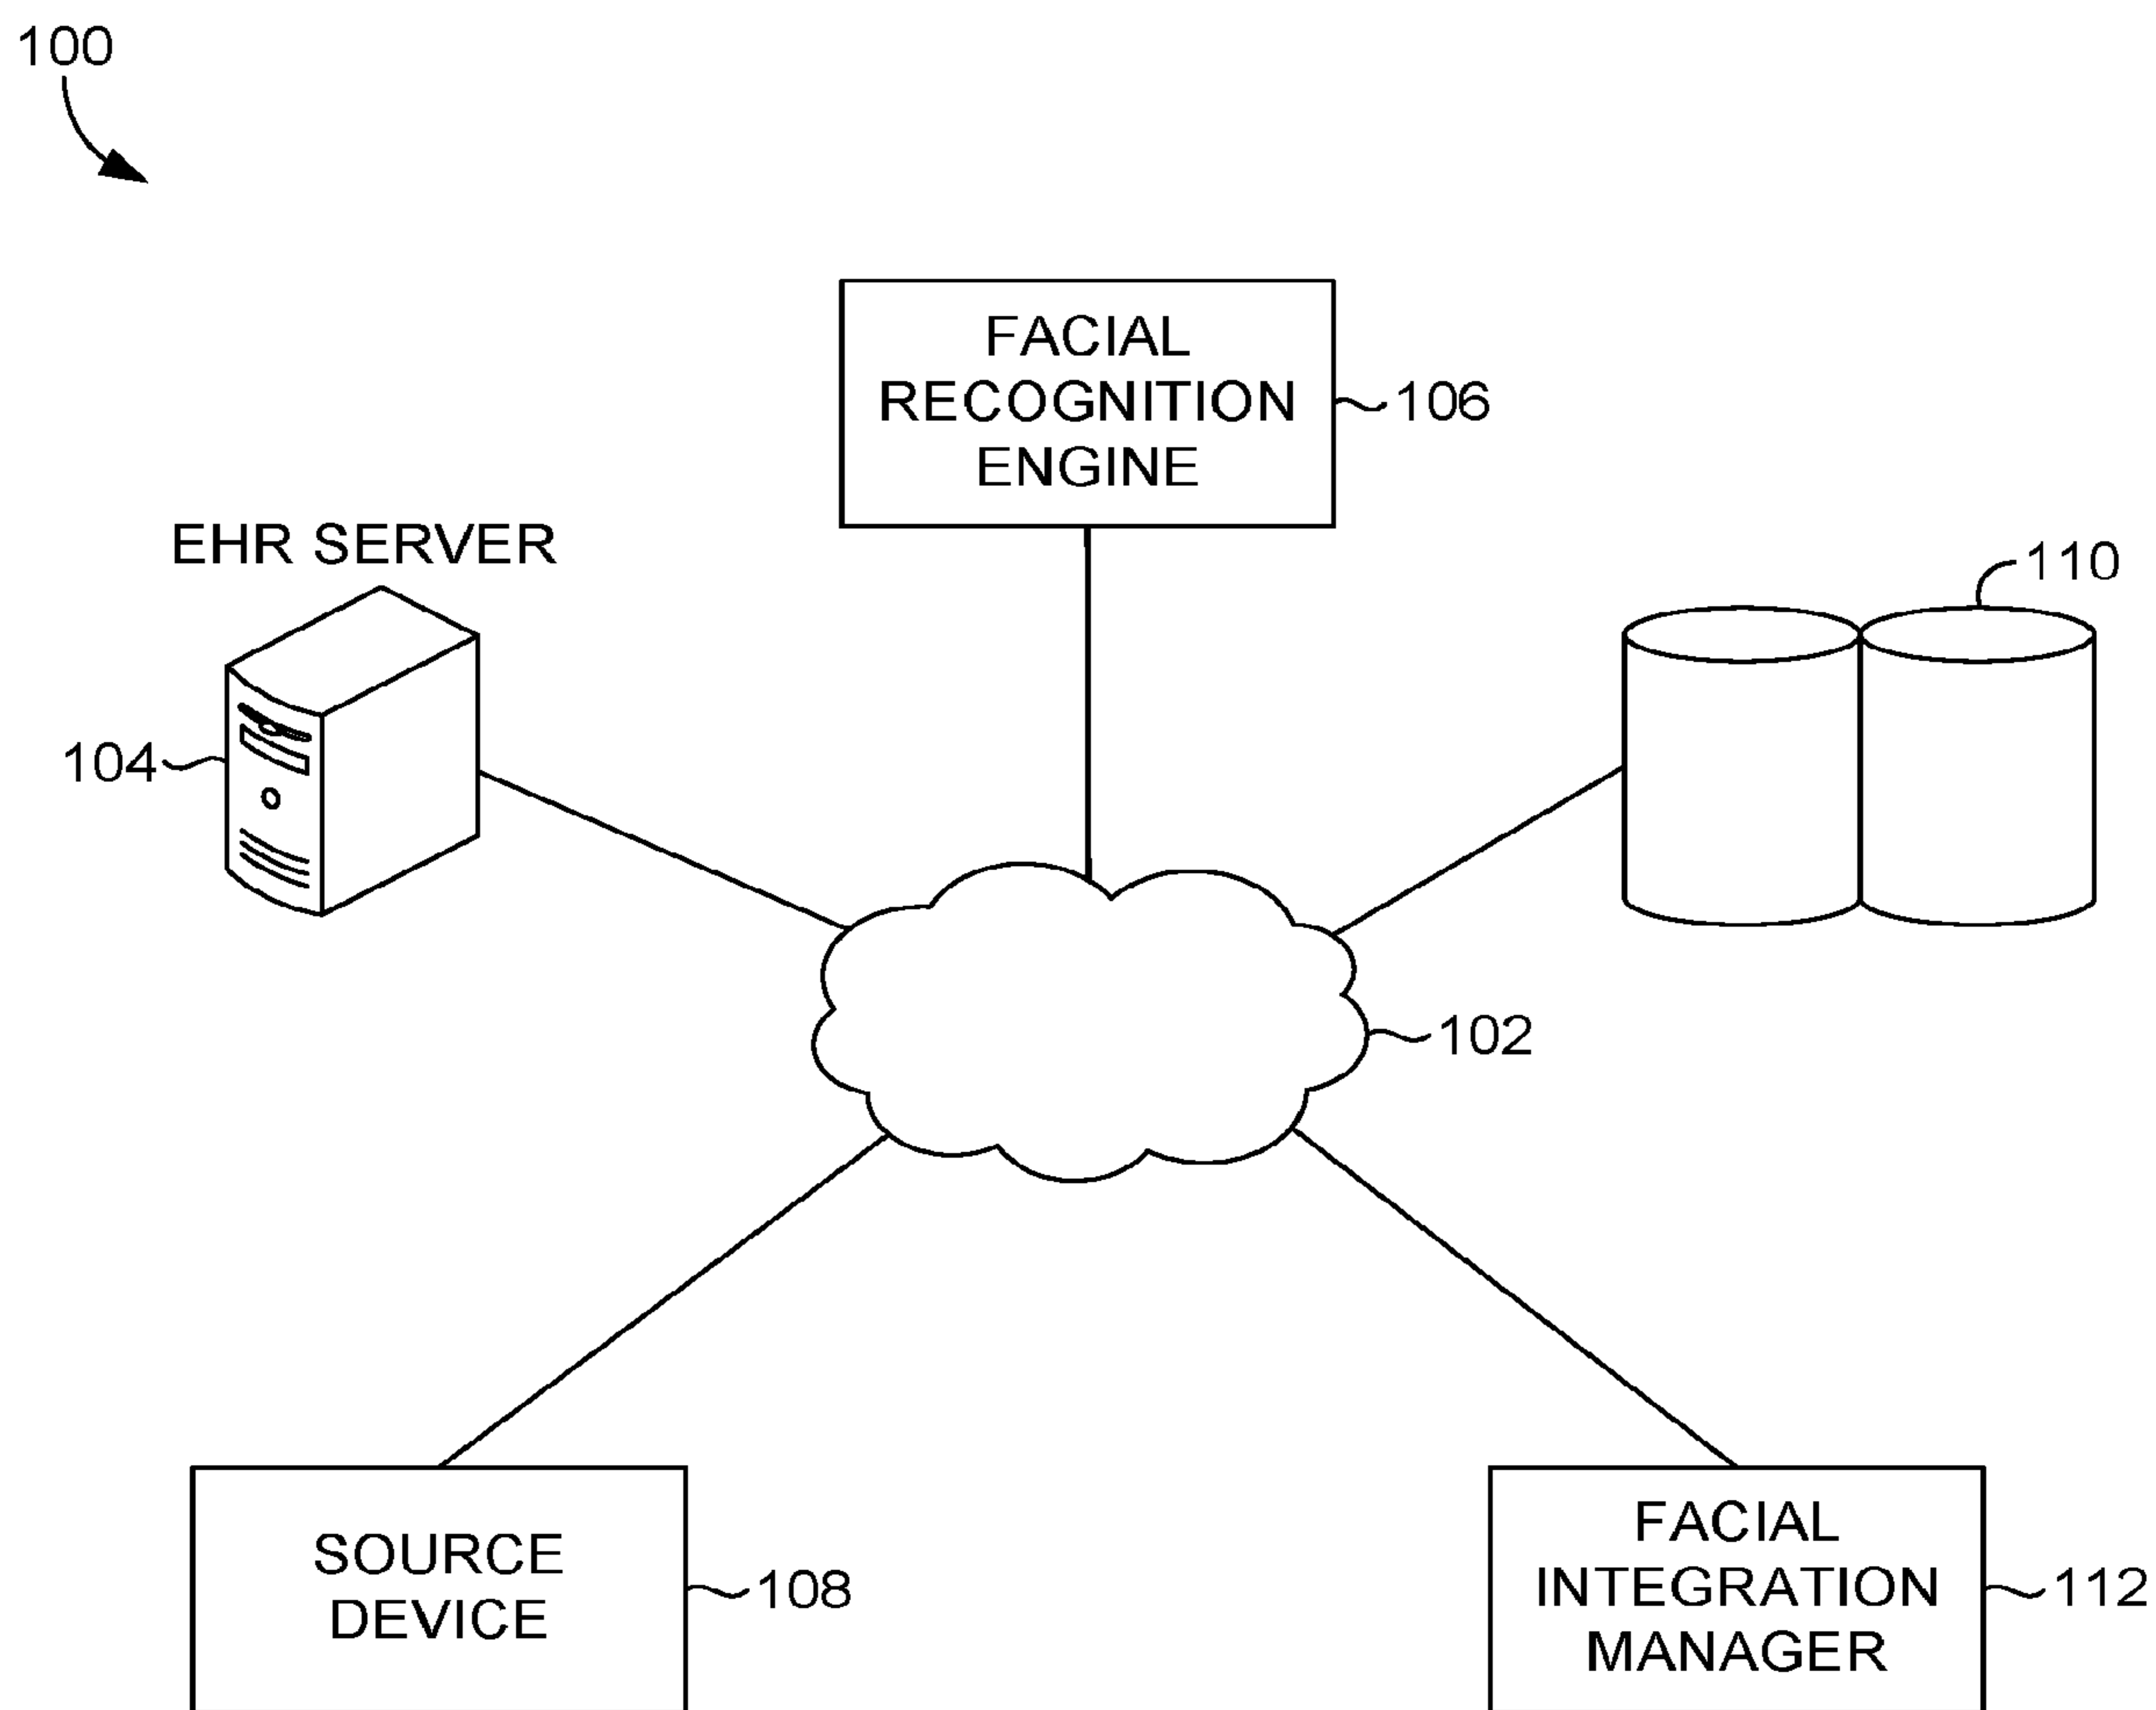 100
FACIAL
RECOGNITION
ENGINE
106
EHR SERVER
110
104
102
SOURCE
DEVICE
108
FACIAL
INTEGRATION
MANAGER
112